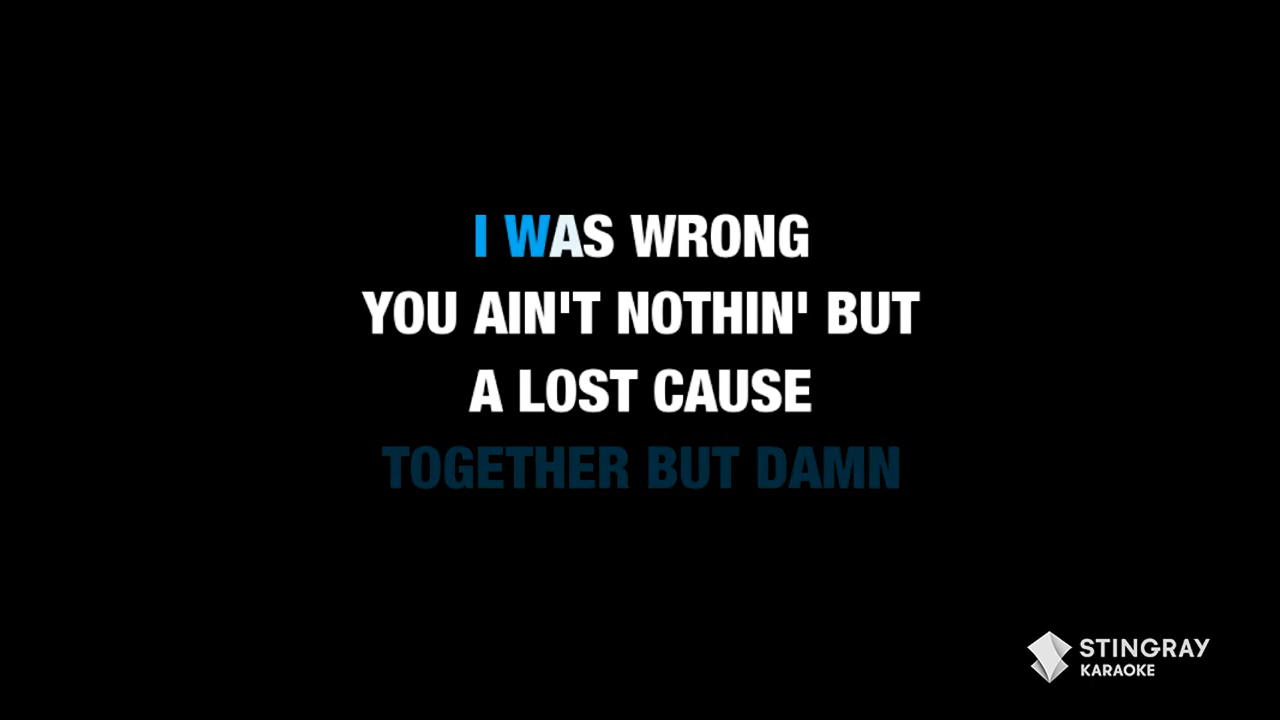 I WAS WRONG
YOU AIN'T NOTHIN' BUT
A LOST CAUSE
TOGETHER BUT DAMN
STINGRAY
KARAOKE